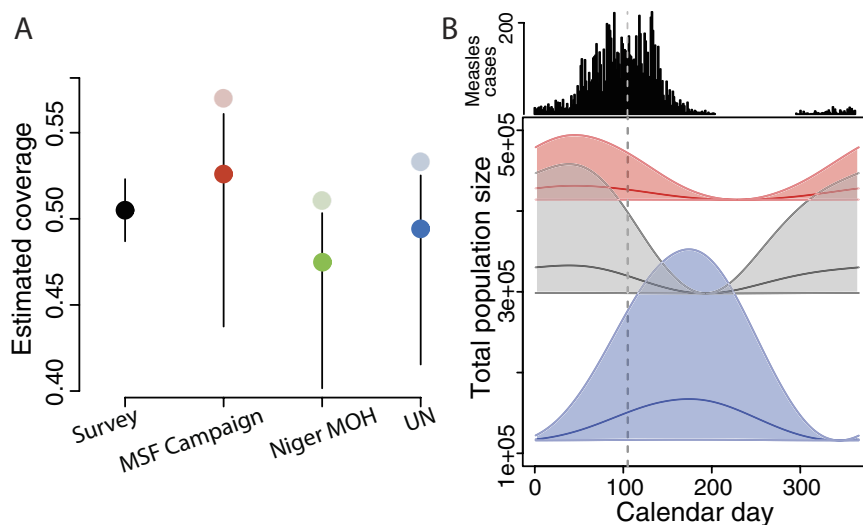 A
Estimated coverage
0.55
0.50
0.45
0.40
Survey
MSF Campaign
Niger MOH
UN
B
Measles
cases
200
Total population size
5e+05
3e+05
1e+05
0
100
200
300
Calendar day